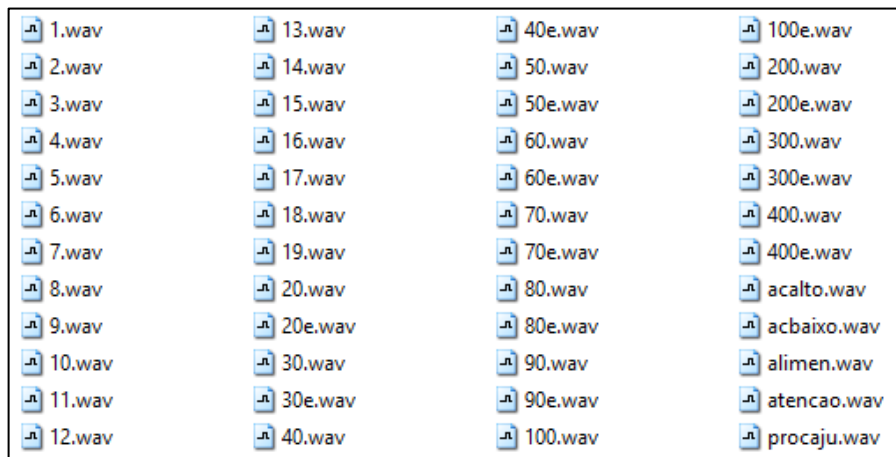 1.wav
2.wav
3.wav
4.wav
5.wav
6.wav
7.wav
8.wav
9.wav
10.wav
11.wav
12.wav
13.wav
14.wav
15.wav
16.wav
17.wav
18.wav
19.wav
20.wav
20e.wav
30.wav
30e.wav
40.wav
40e.wav
50.wav
50e.wav
60.wav
60e.wav
70.wav
70e.wav
80.wav
80e.wav
90.wav
90e.wav
100.wav
100e.wav
200.wav
200e.wav
300.wav
300e.wav
400.wav
400e.wav
acalto.wav
acbaixo.wav
alimen.wav
atencao.wav
procaju.wav